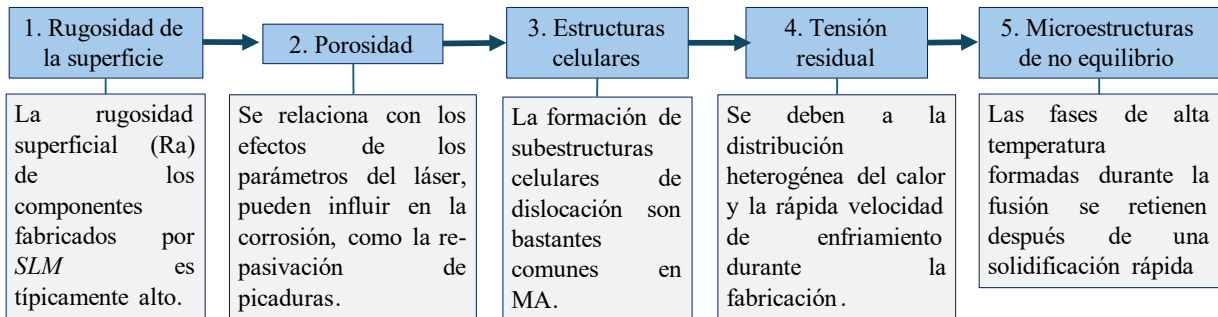 1. Rugosidad de
la superficie
La rugosidad
superficial (Ra)
de los
componentes
fabricados por
SLM es
típicamente alto.
2. Porosidad
Se relaciona con los
efectos de los
parámetros del láser,
pueden influir en la
corrosión, como la re-
pasivación de
picaduras.
3. Estructuras
celulares
La formación de
subestructuras
celulares de
dislocación son
bastantes
comunes en
MA.
4. Tensión
residual
Se deben a la
distribución
heterogénea del calor
y la rápida velocidad
de enfriamiento
durante la
fabricación.
5. Microestructuras
de no equilibrio
Las fases de alta
temperatura
formadas durante la
fusión se retienen
después de una
solidificación rápida